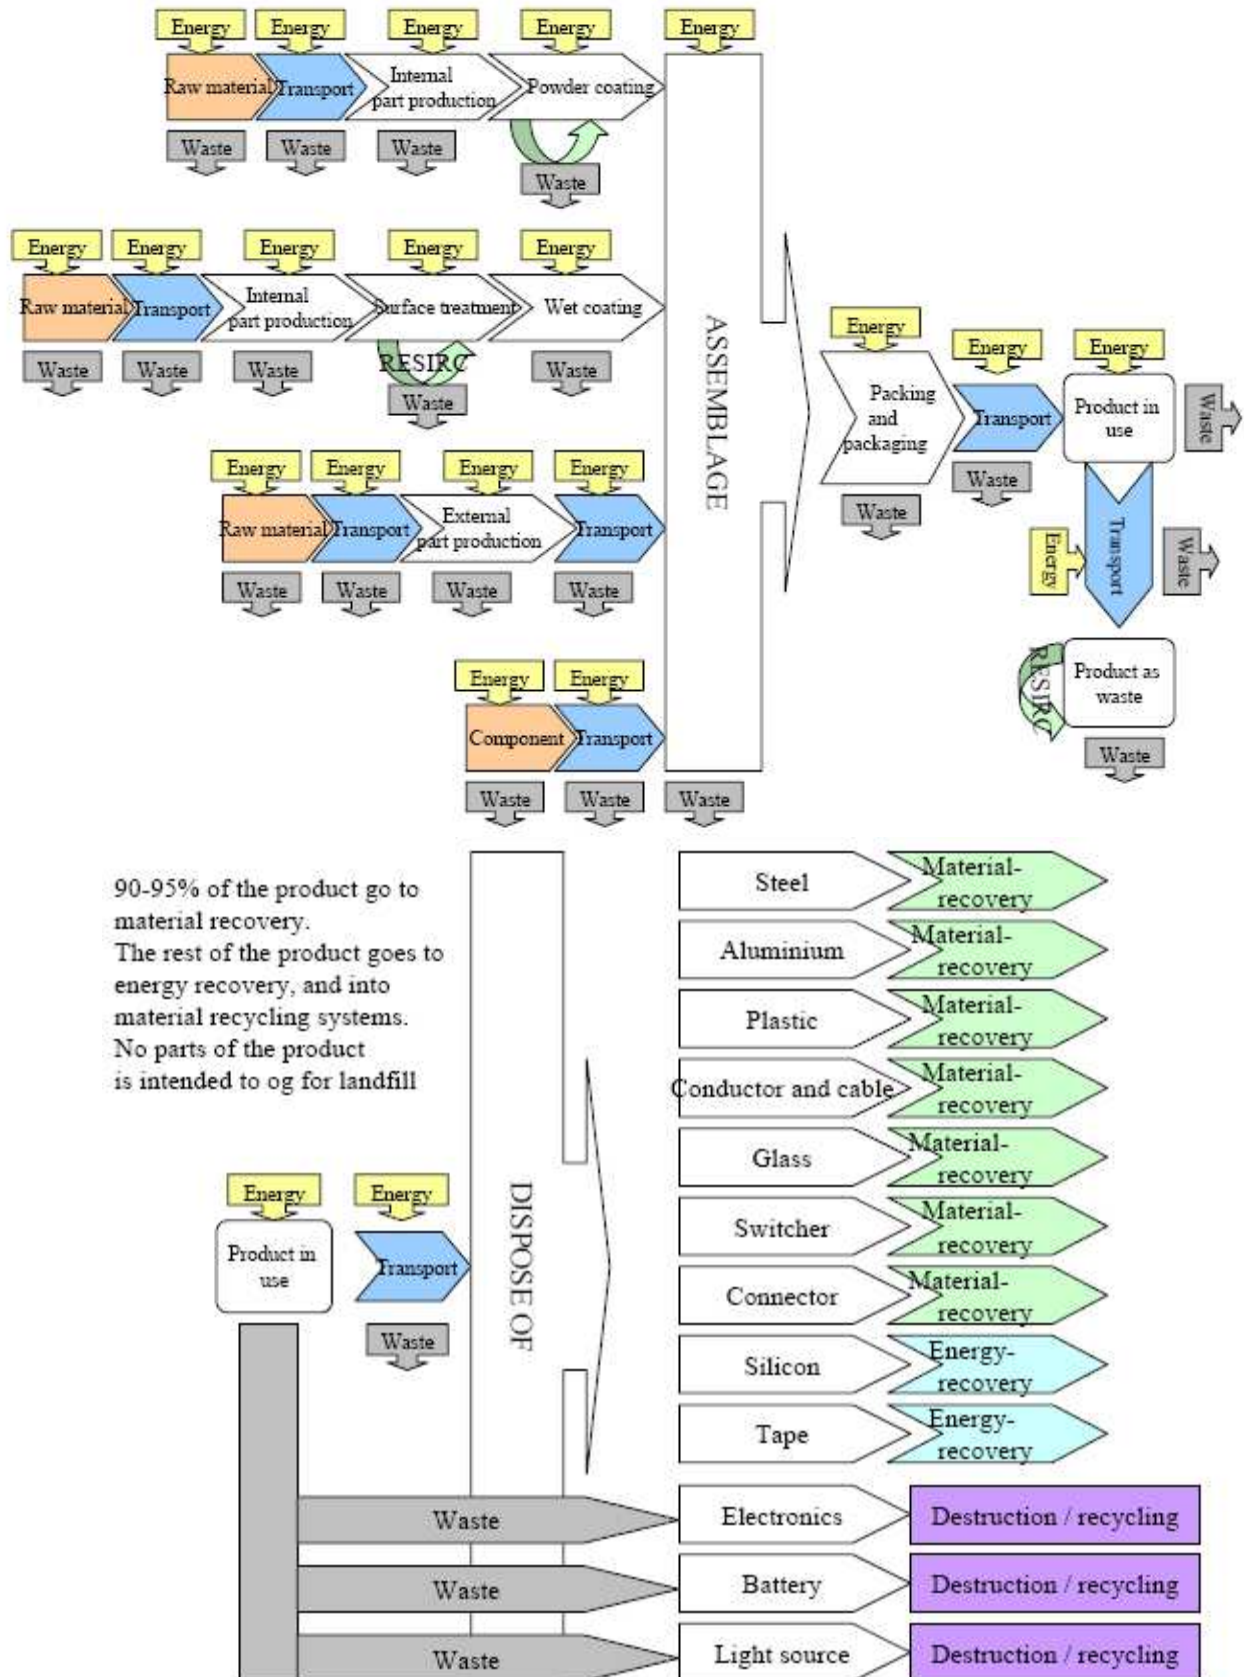 Energy
Energy
Energy
Energy
Energy
Raw material
Transport
Internal
part production
Powder coating
Waste
Waste
Waste
Waste
Energy
Energy
Energy
Energy
Energy
Raw material
Transport
Internal
part production
Surface treatment
Wet coating
RESIRC
Waste
Waste
Waste
Waste
Waste
Energy
Energy
Energy
Energy
Raw material
Transport
External
part production
Transport
Waste
Waste
Waste
Waste
Energy
Energy
Component
Transport
Waste
Waste
Waste
ASSEMBLAGE
Energy
Energy
Energy
Packing
and
packaging
Transport
Product in
use
Waste
Waste
Waste
Energy
Transport
Waste
RESIRC
Product as
waste
Waste
90-95% of the product go to
material recovery.
The rest of the product goes to
energy recovery, and into
material recycling systems.
No parts of the product
is intended to og for landfill
Energy
Energy
Product in
use
Transport
Waste
DISPOSE OF
Steel
Material-
recovery
Aluminium
Material-
recovery
Plastic
Material-
recovery
Conductor and cable
Material-
recovery
Glass
Material-
recovery
Switcher
Material-
recovery
Connector
Material-
recovery
Silicon
Energy-
recovery
Tape
Energy-
recovery
Waste
Electronics
Destruction / recycling
Waste
Battery
Destruction / recycling
Waste
Light source
Destruction / recycling